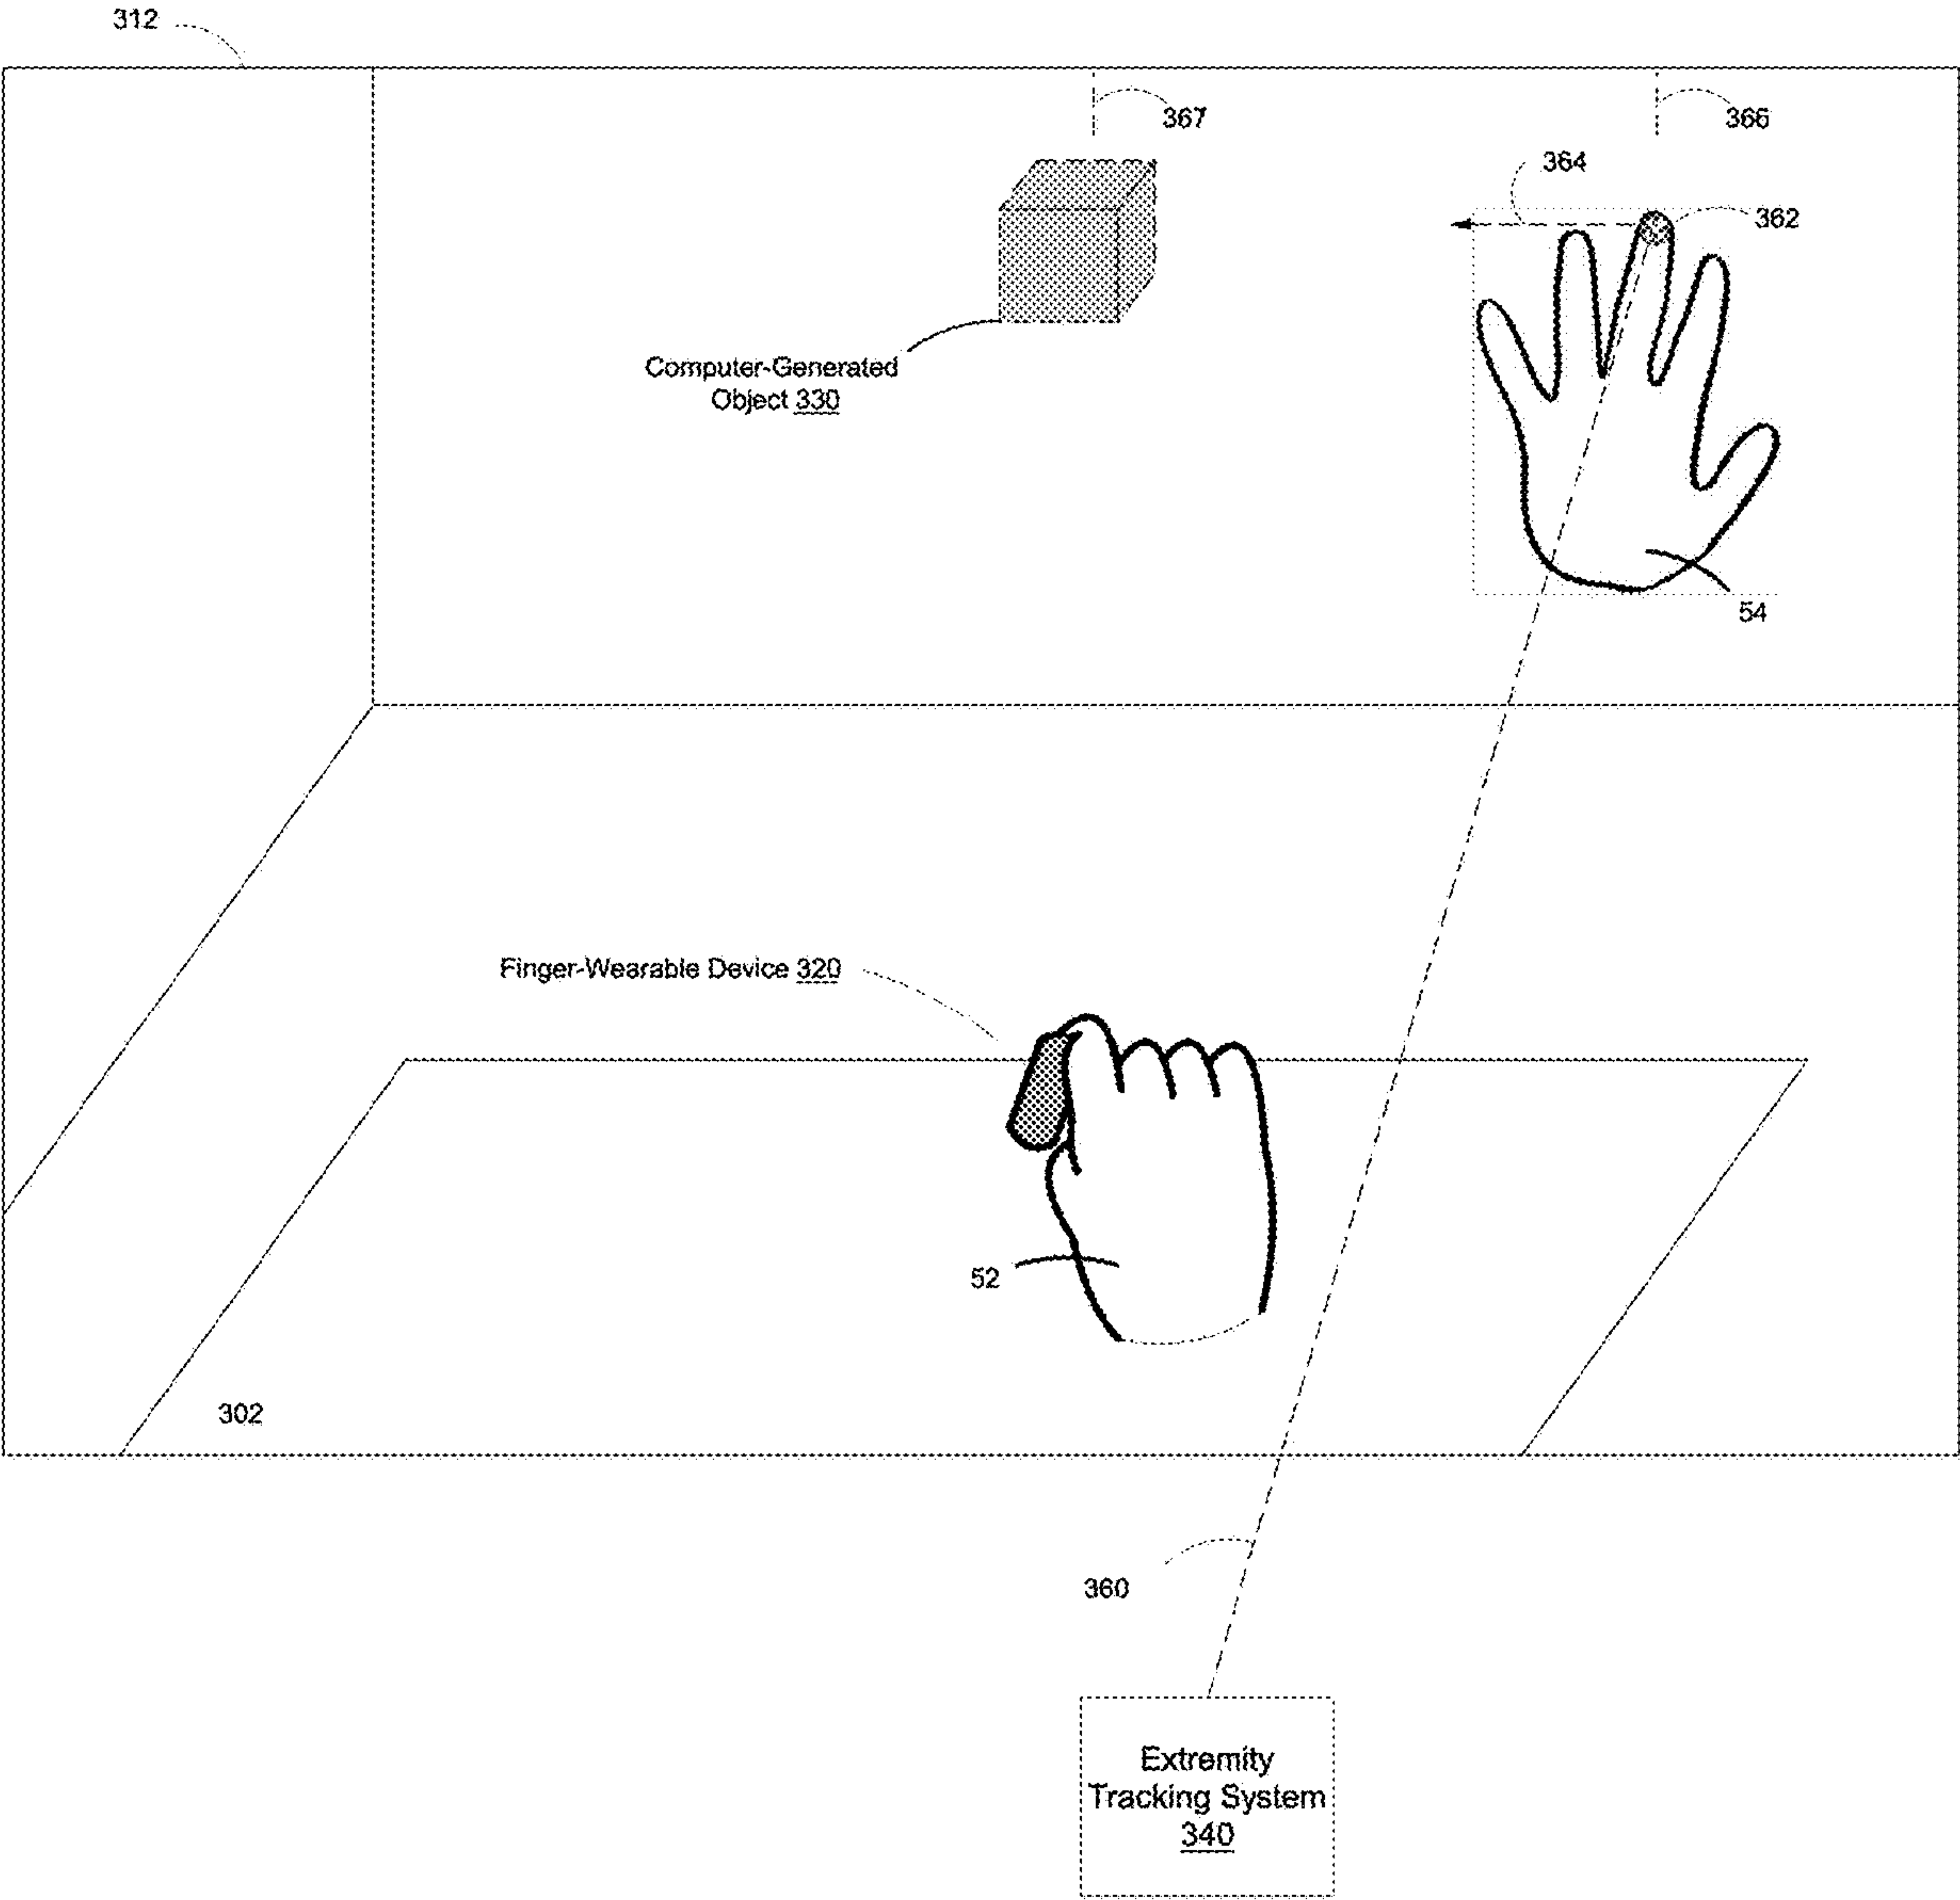 312
367
366
364
362
Computer-Generated
Object 330
54
Finger-Wearable Device 320
52
302
360
Extremity
Tracking System
340